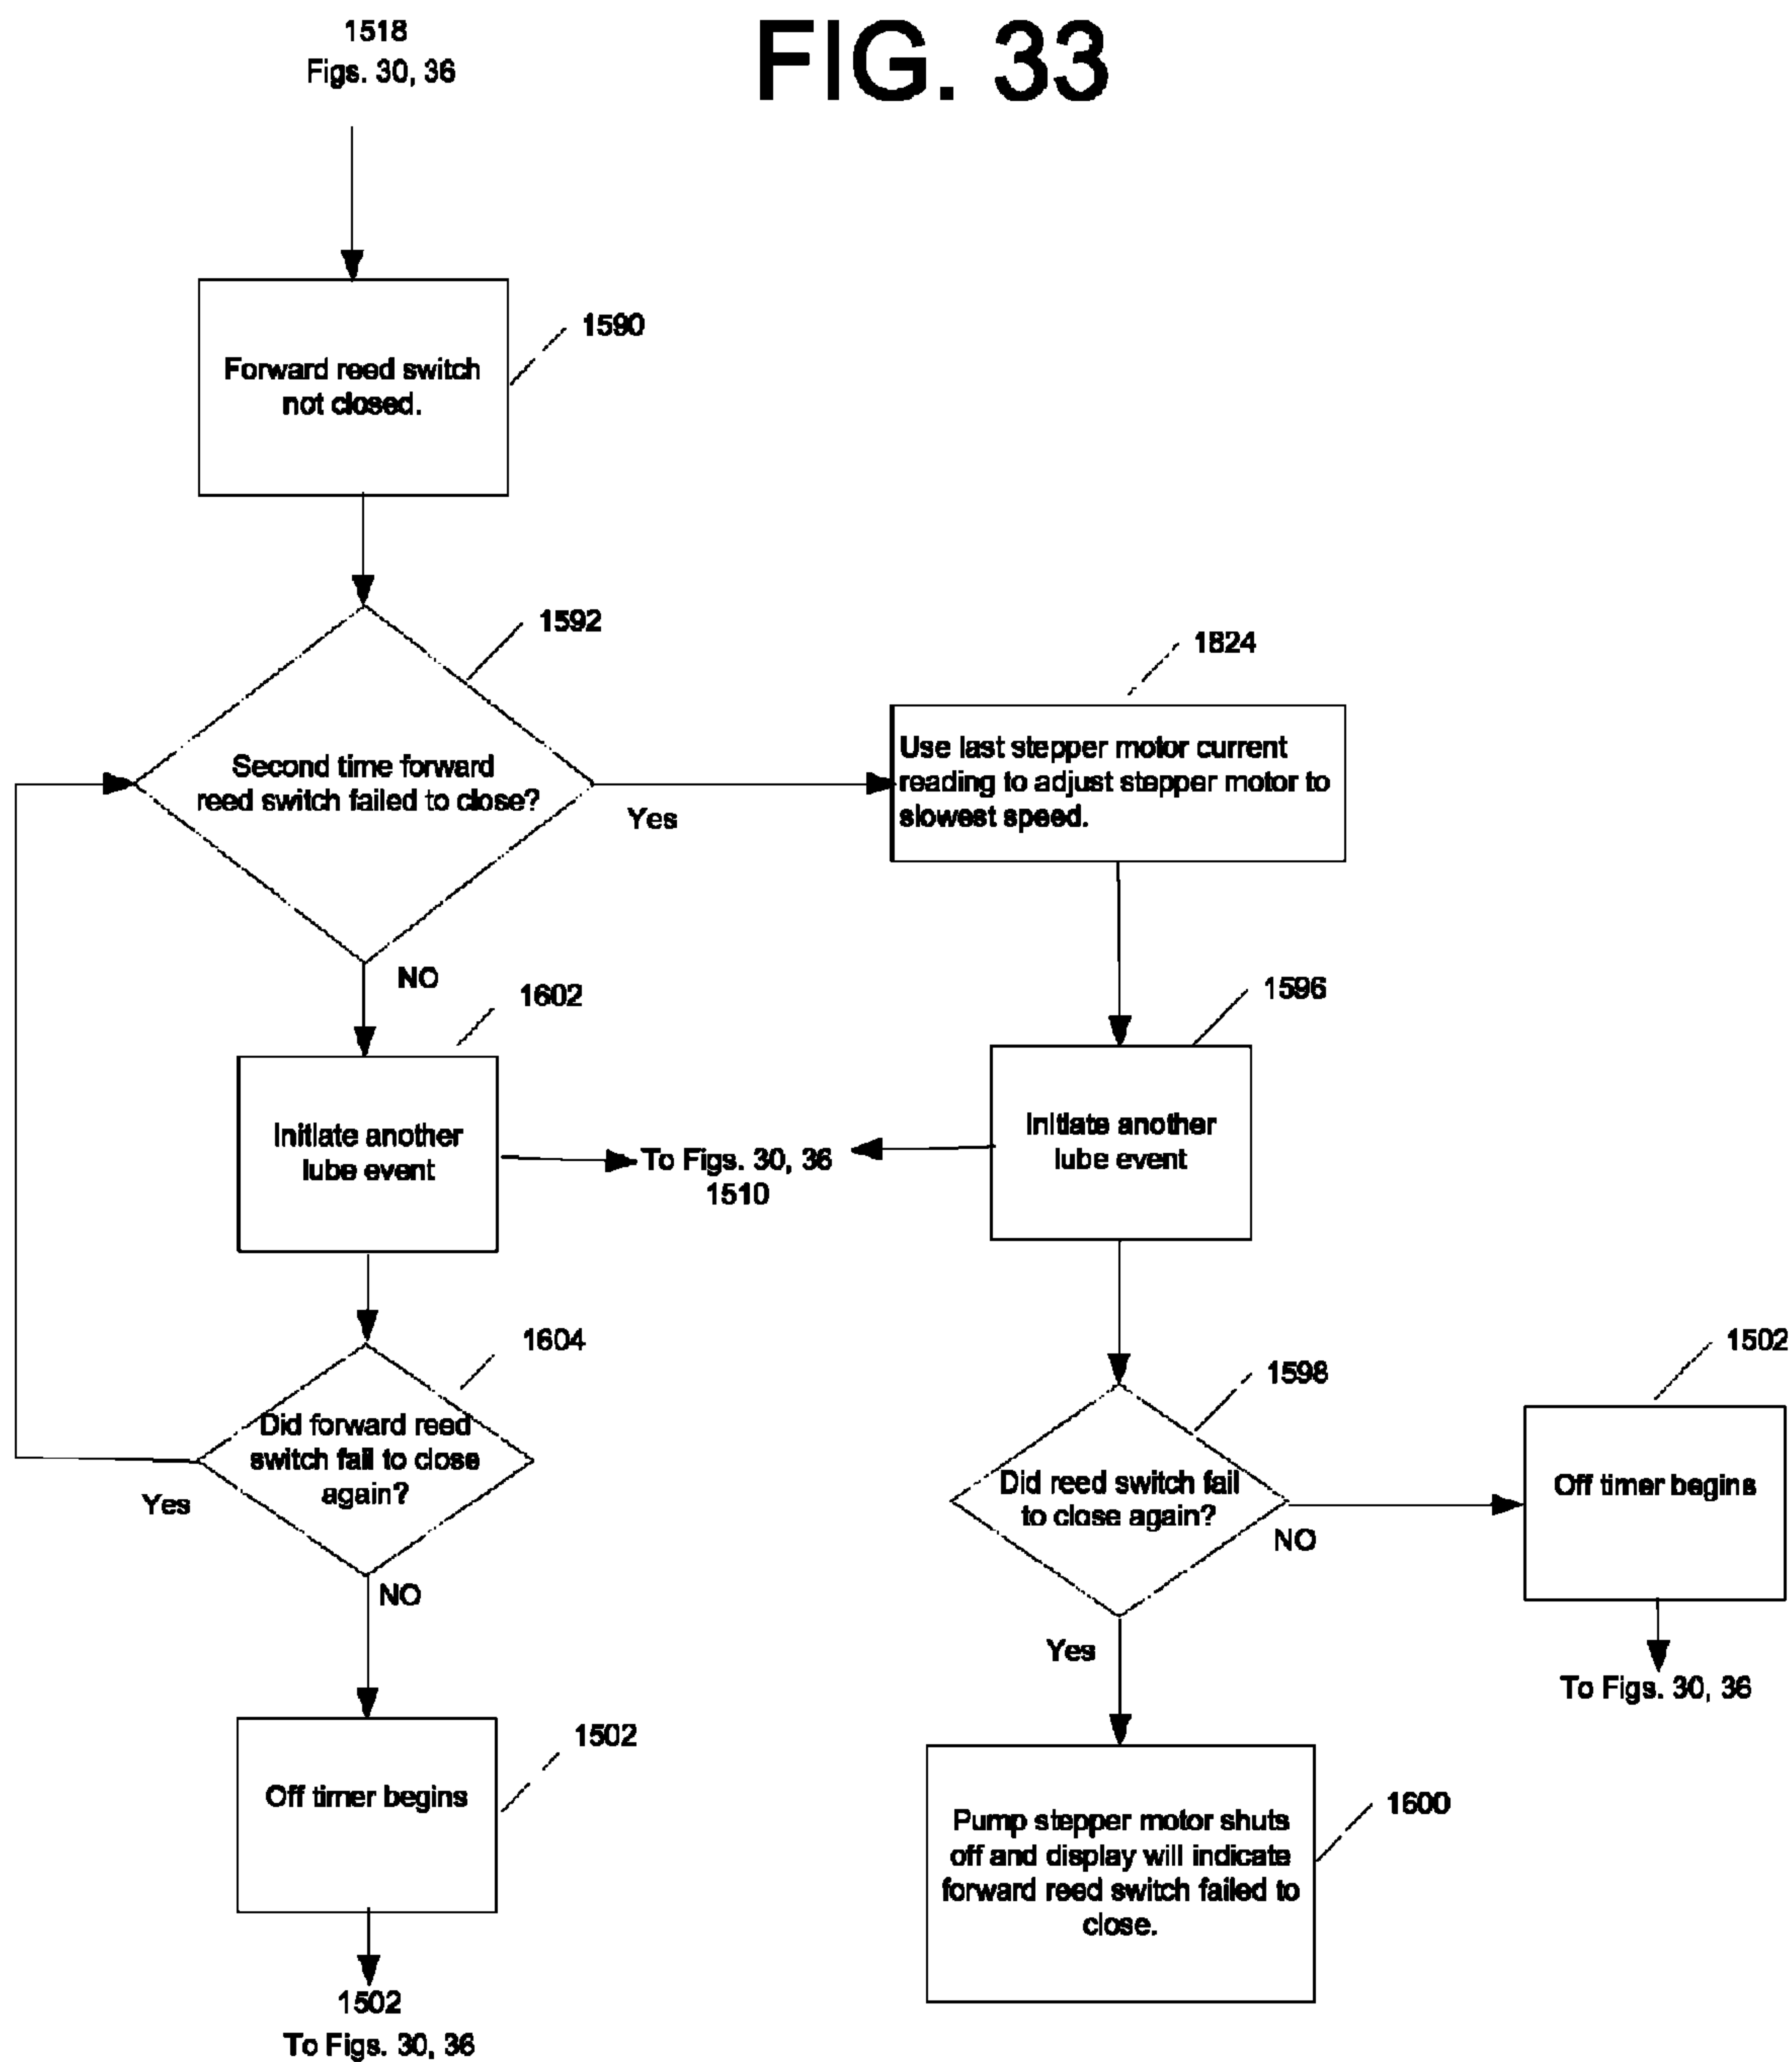 FIG. 33
1518
Figs. 30, 36
1590
Forward reed switch
not closed.
1592
Second time forward
reed switch failed to close?
Yes
NO
1824
Use last stepper motor current
reading to adjust stepper motor to
slowest speed.
1602
Initiate another
lube event
To Figs. 30, 36
1510
1596
Initiate another
lube event
1604
Did forward reed
switch fail to close
again?
Yes
NO
1598
Did reed switch fail
to close again?
NO
Yes
1502
Off timer begins
To Figs. 30, 36
1502
Off timer begins
1502
To Figs. 30, 36
1600
Pump stepper motor shuts
off and display will indicate
forward reed switch failed to
close.